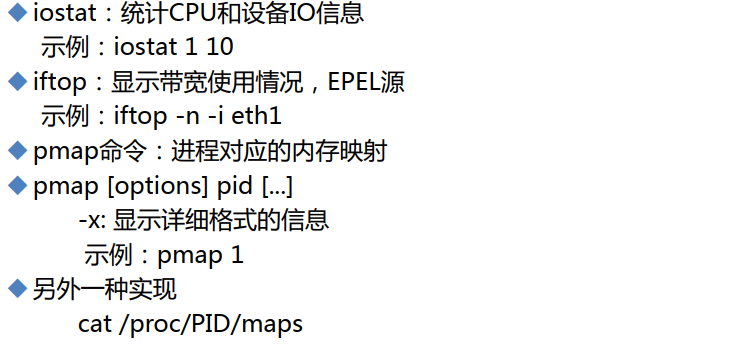 ◆ iostat：统计CPU和设备IO信息
示例：iostat 1 10
◆ iftop：显示带宽使用情况，EPEL源
示例：iftop -n -i eth1
◆ pmap命令：进程对应的内存映射
◆ pmap [options] pid [...]
-x: 显示详细格式的信息
示例：pmap 1
◆ 另外一种实现
cat /proc/PID/maps